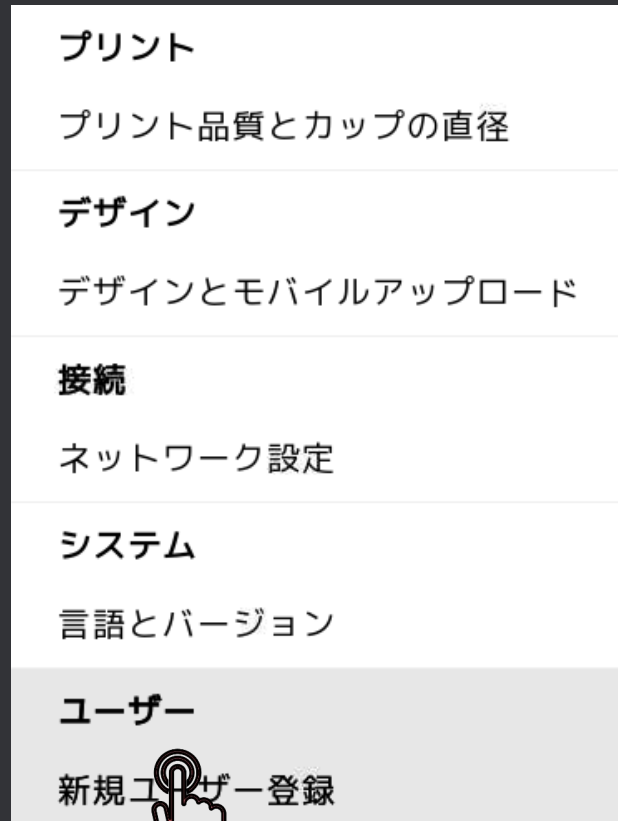 プリント
プリント品質とカップの直径
デザイン
デザインとモバイルアップロード
接続
ネットワーク設定
システム
言語とバージョン
ユーザー
新規ユーザー登録